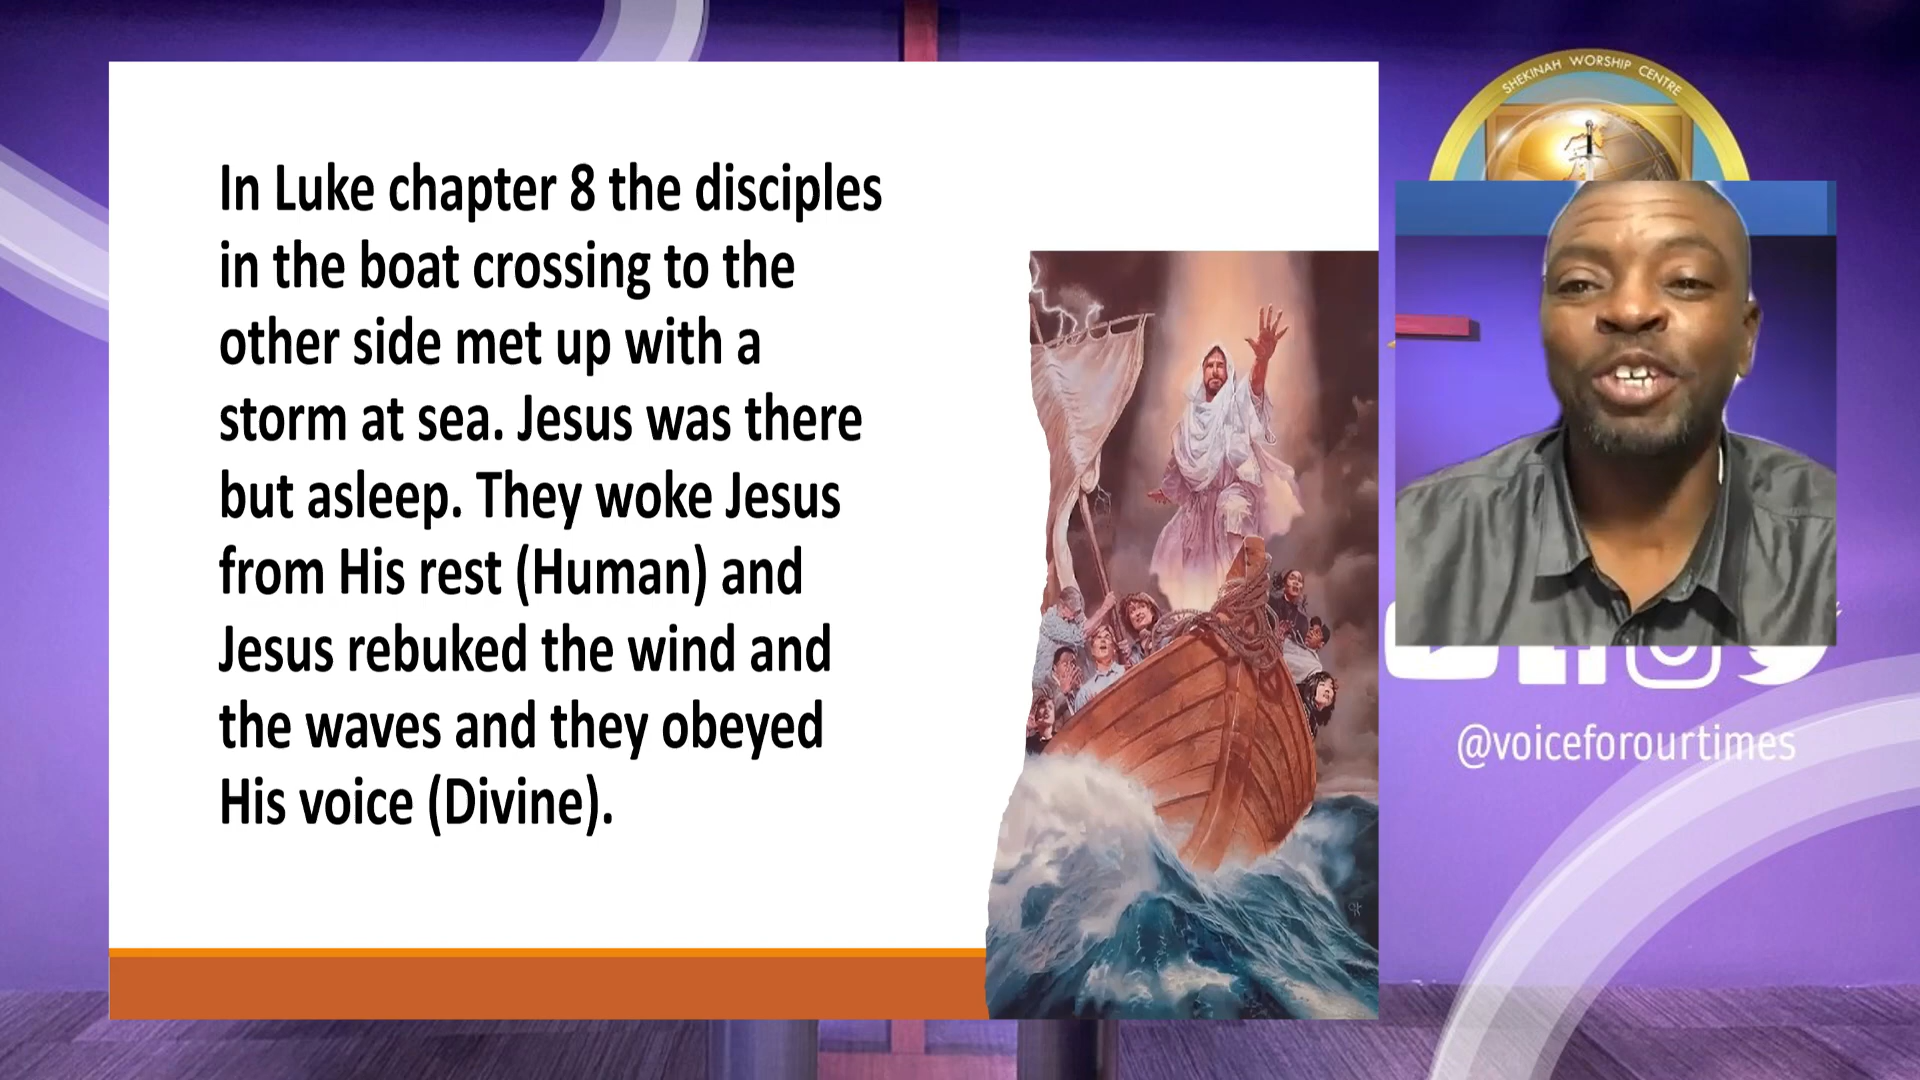 In Luke chapter 8 the disciples
in the boat crossing to the
other side met up with a
storm at sea. Jesus was there
but asleep. They woke Jesus
from His rest (Human) and
Jesus rebuked the wind and
the waves and they obeyed
His voice (Divine).
SHEKINAH WORSHIP CENTRE
@voiceforourtimes